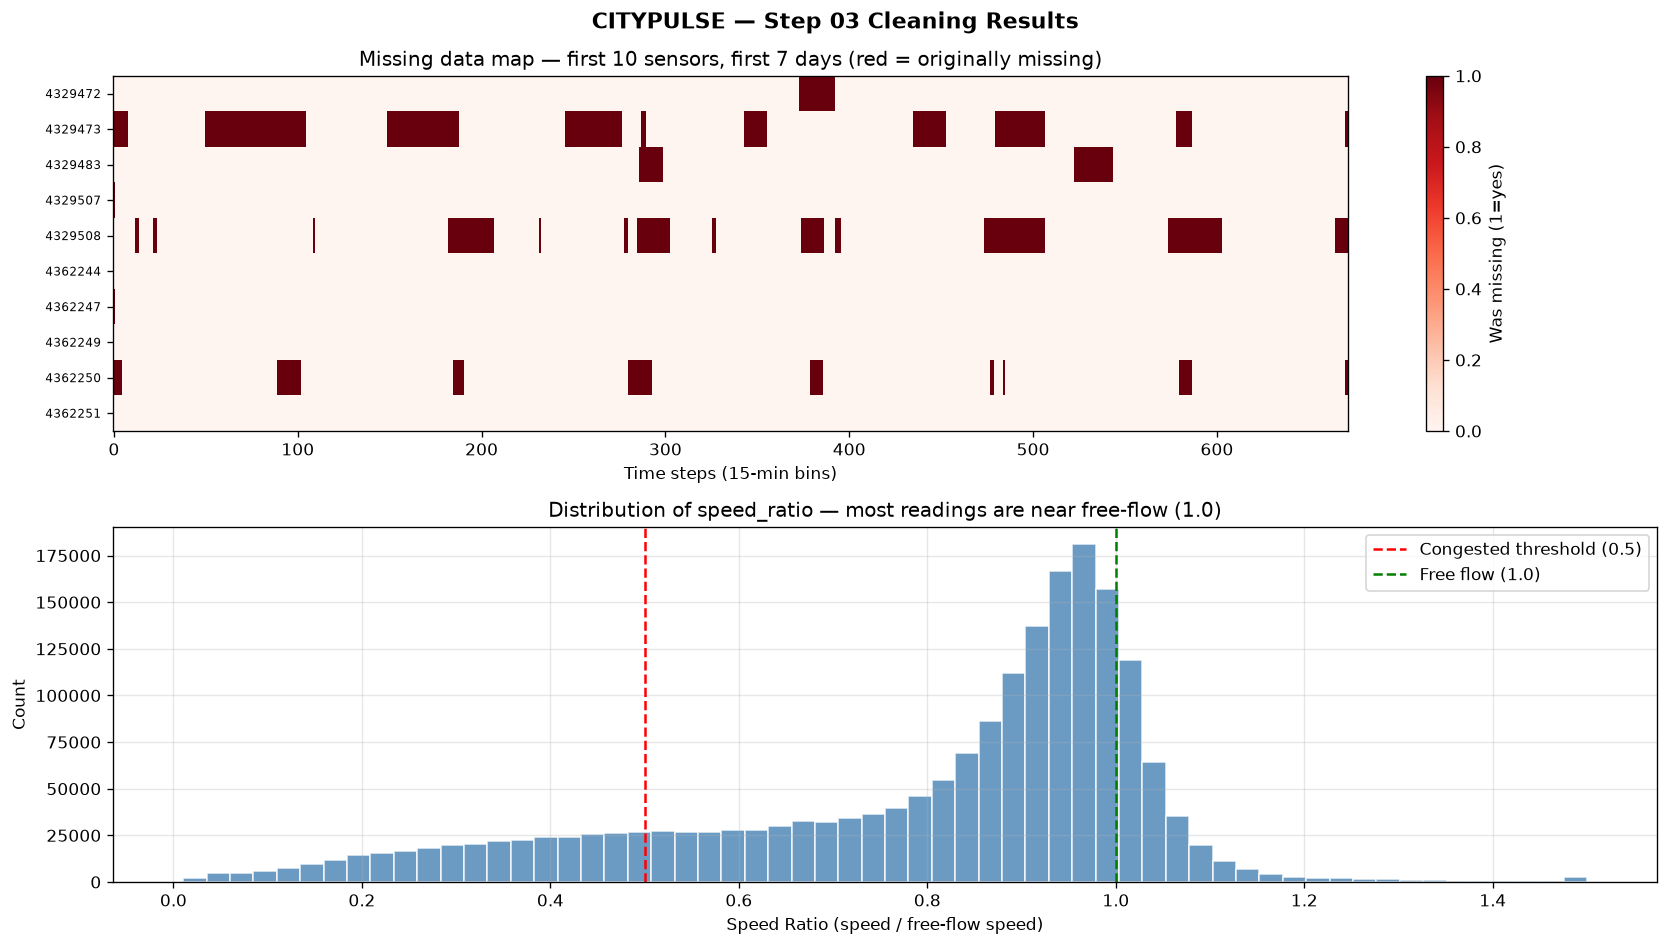 CITYPULSE — Step 03 Cleaning Results
Missing data map — first 10 sensors, first 7 days (red = originally missing)
4329472
4329473
4329483
4329507
4329508
4362244
4362247
4362249
4362250
4362251
0 100 200 300 400 500 600
Time steps (15-min bins)
1.0
0.8
0.6
0.4
0.2
0.0
Was missing (1=yes)
Distribution of speed_ratio — most readings are near free-flow (1.0)
Congested threshold (0.5)
Free flow (1.0)
175000
150000
125000
100000
75000
50000
25000
0
Count
0.0 0.2 0.4 0.6 0.8 1.0 1.2 1.4
Speed Ratio (speed / free-flow speed)